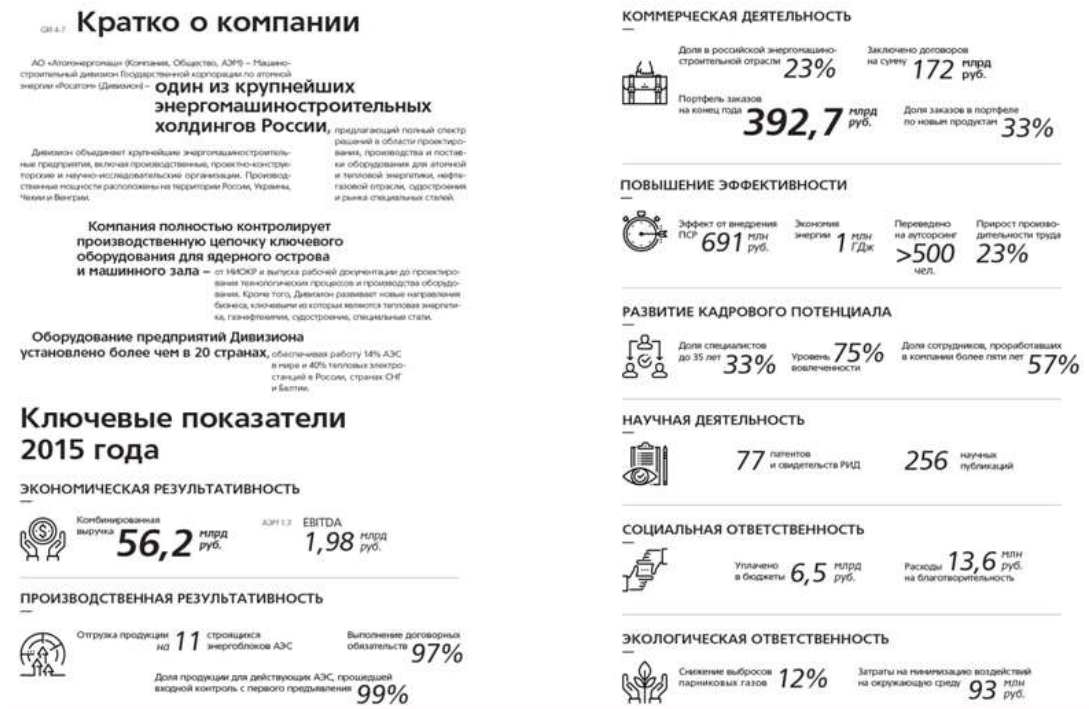 GRI 4-7 Кратко о компании
АО «Атомэнергомаш» (Компания, Общество, АЭМ) – Машино-
строительный дивизион Государственной корпорации по атомной
энергии «Росатом» (Дивизион) – один из крупнейших
энергомашиностроительных
холдингов России, предлагающий полный спектр
решений в области проектиро-
вания, производства и постав-
ки оборудования для атомной
и тепловой энергетики, нефте-
газовой отрасли, судостроения
и рынка специальных сталей.
Дивизион объединяет крупнейшие энергомашиностроитель-
ные предприятия, включая производственные, проектно-конструк-
торские и научно-исследовательские организации. Производ-
ственные мощности расположены на территории России, Украины,
Чехии и Венгрии.
Компания полностью контролирует
производственную цепочку ключевого
оборудования для ядерного острова
и машинного зала – от НИОКР и выпуска рабочей документации до проектиро-
вания технологических процессов и производства оборудо-
вания. Кроме того, Дивизион развивает новые направления
бизнеса, ключевыми из которых являются тепловая энергети-
ка, газнефтехимия, судостроение, специальные стали.
Оборудование предприятий Дивизиона
установлено более чем в 20 странах, обеспечивая работу 14% АЭС
в мире и 40% тепловых электро-
станций в России, странах СНГ
и Балтии.
Ключевые показатели
2015 года
ЭКОНОМИЧЕСКАЯ РЕЗУЛЬТАТИВНОСТЬ
Комбинированная
выручка 56,2 млрд руб.
АЭМ 1.3 EBITDA
1,98 млрд руб.
ПРОИЗВОДСТВЕННАЯ РЕЗУЛЬТАТИВНОСТЬ
Отгрузка продукции
на 11 строящихся
энергоблоков АЭС
Выполнение договорных
обязательств 97%
Доля продукции для действующих АЭС, прошедшей
входной контроль с первого предъявления 99%
КОММЕРЧЕСКАЯ ДЕЯТЕЛЬНОСТЬ
Доля в российской энергомашино-
строительной отрасли 23%
Заключено договоров
на сумму 172 млрд руб.
Портфель заказов
на конец года 392,7 млрд руб.
Доля заказов в портфеле
по новым продуктам 33%
ПОВЫШЕНИЕ ЭФФЕКТИВНОСТИ
Эффект от внедрения
ПСР 691 млн руб.
Экономия
энергии 1 млн ГДж
Переведено
на аутсорсинг
>500
чел.
Прирост произво-
дительности труда
23%
РАЗВИТИЕ КАДРОВОГО ПОТЕНЦИАЛА
Доля специалистов
до 35 лет 33%
Уровень 75%
вовлеченности
Доля сотрудников, проработавших
в компании более пяти лет 57%
НАУЧНАЯ ДЕЯТЕЛЬНОСТЬ
77 патентов
и свидетельств РИД
256 научных
публикаций
СОЦИАЛЬНАЯ ОТВЕТСТВЕННОСТЬ
Уплачено
в бюджеты 6,5 млрд руб.
Расходы 13,6 млн руб.
на благотворительность
ЭКОЛОГИЧЕСКАЯ ОТВЕТСТВЕННОСТЬ
Снижение выбросов
парниковых газов 12%
Затраты на минимизацию воздействий
на окружающую среду 93 млн руб.